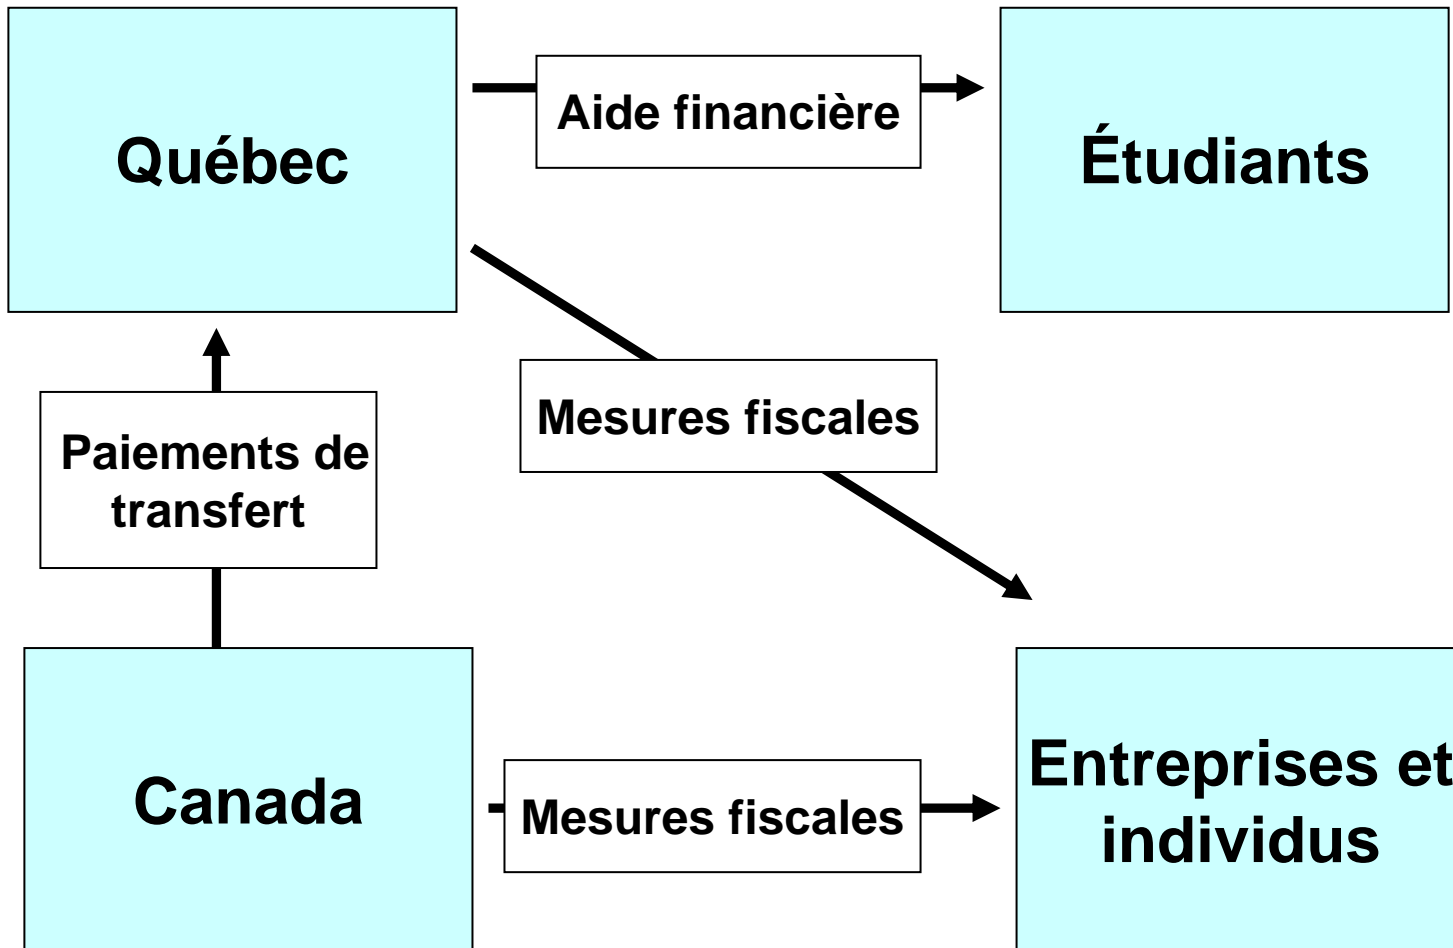 Québec
Aide financière
Étudiants
Mesures fiscales
Paiements de
transfert
Canada
Mesures fiscales
Entreprises et
individus